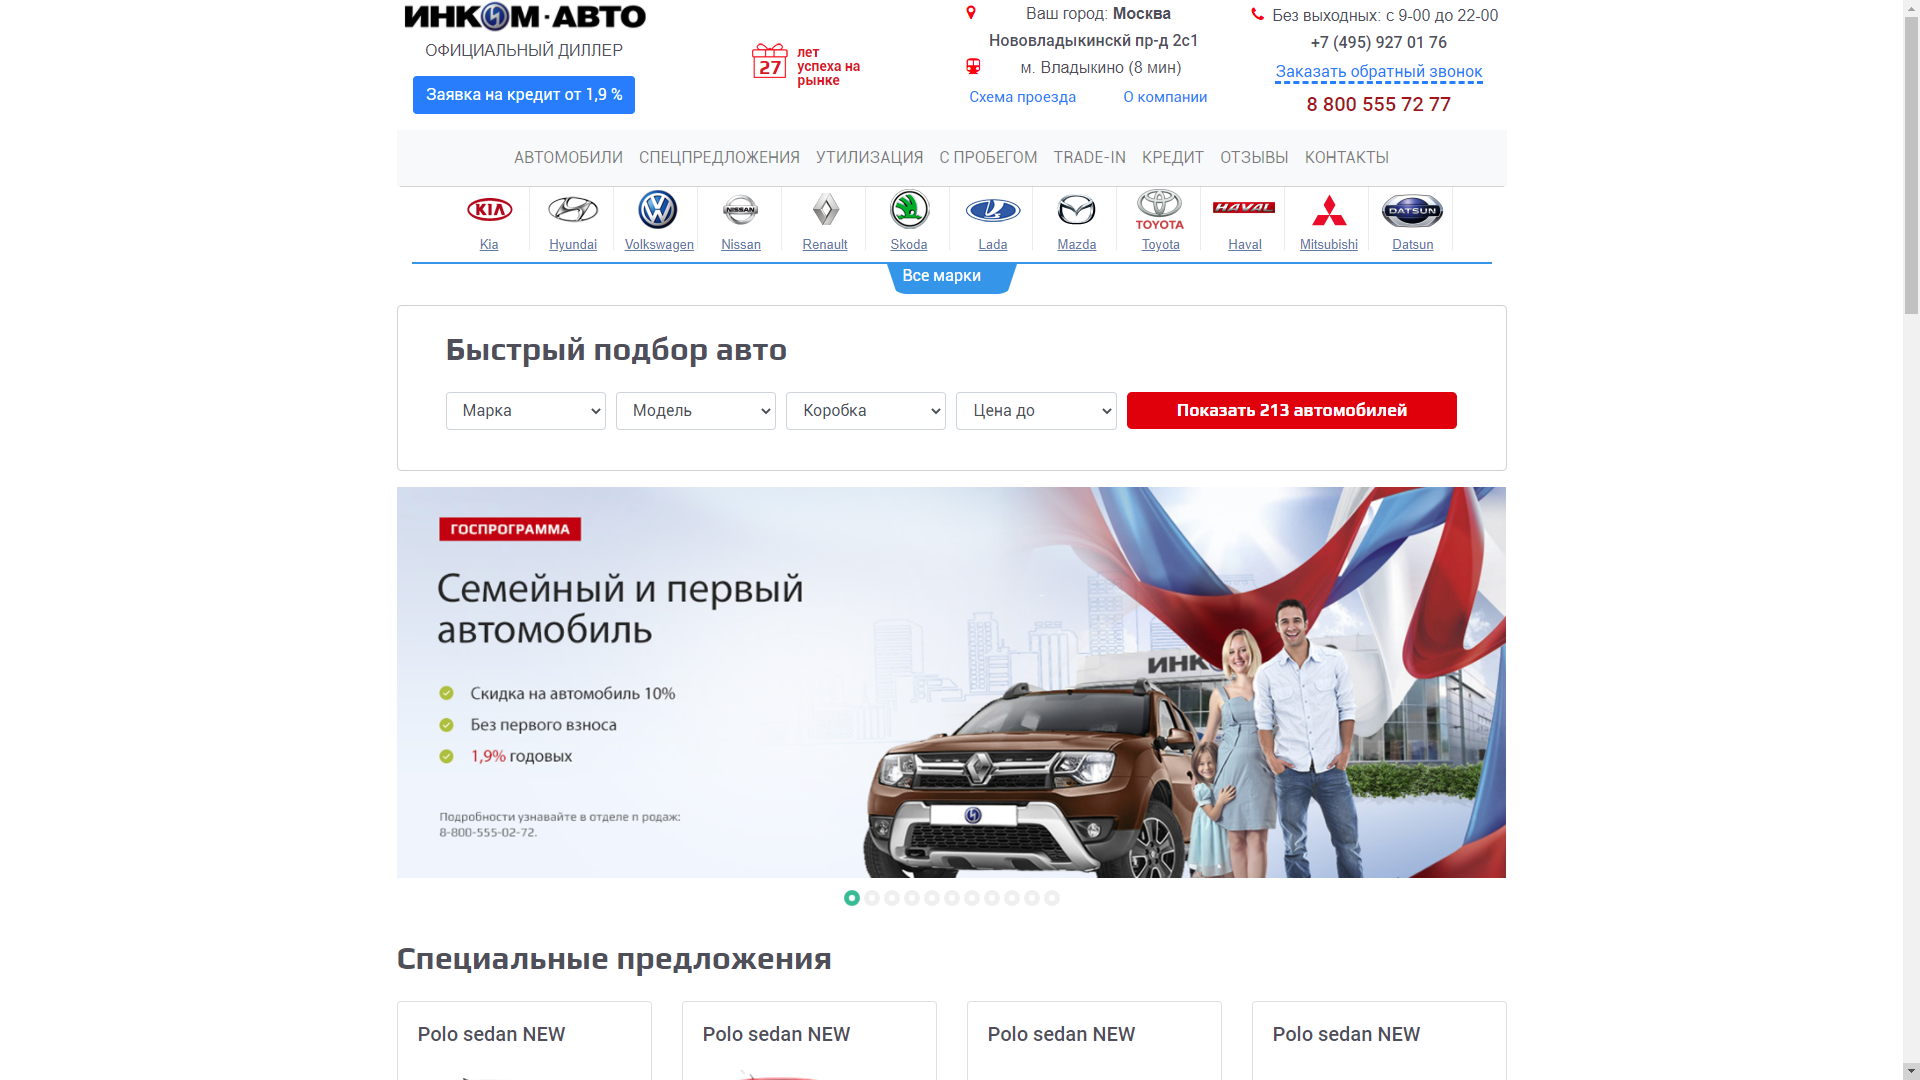 ИНКОМ·АВТО
ОФИЦИАЛЬНЫЙ ДИЛЛЕР
Заявка на кредит от 1,9 %
27
лет
успеха на
рынке
Ваш город: Москва
Нововладыкинскй пр-д 2с1
м. Владыкино (8 мин)
Схема проезда О компании
Без выходных: с 9-00 до 22-00
+7 (495) 927 01 76
Заказать обратный звонок
8 800 555 72 77
АВТОМОБИЛИ СПЕЦПРЕДЛОЖЕНИЯ УТИЛИЗАЦИЯ С ПРОБЕГОМ TRADE-IN КРЕДИТ ОТЗЫВЫ КОНТАКТЫ
KIA NISSAN TOYOTA HAVAL DATSUN
Kia Hyundai Volkswagen Nissan Renault Skoda Lada Mazda Toyota Haval Mitsubishi Datsun
Все марки
Быстрый подбор авто
Марка Модель Коробка Цена до Показать 213 автомобилей
ГОСПРОГРАММА
Семейный и первый
автомобиль
Скидка на автомобиль 10%
Без первого взноса
1,9% годовых
Подробности узнавайте в отделе п родаж:
8-800-555-02-72.
ИНК
Специальные предложения
Polo sedan NEW Polo sedan NEW Polo sedan NEW Polo sedan NEW